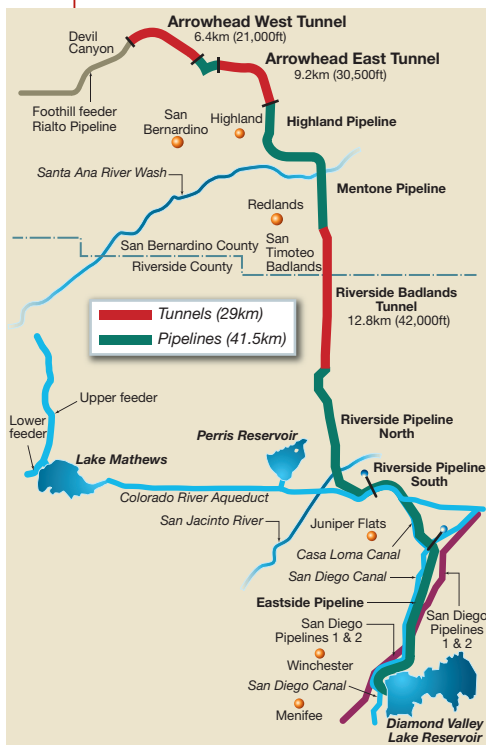 Arrowhead West Tunnel
6.4km (21,000ft)
Devil
Canyon
Arrowhead East Tunnel
9.2km (30,500ft)
Foothill feeder
Rialto Pipeline
San
Bernardino
Highland
Highland Pipeline
Santa Ana River Wash
Mentone Pipeline
Redlands
San Bernardino County
Riverside County
San
Timoteo
Badlands
Riverside Badlands
Tunnel
12.8km (42,000ft)
Tunnels (29km)
Pipelines (41.5km)
Upper feeder
Lower
feeder
Lake Mathews
Perris Reservoir
Riverside Pipeline
North
Riverside Pipeline
South
Colorado River Aqueduct
San Jacinto River
Juniper Flats
Casa Loma Canal
San Diego Canal
Eastside Pipeline
San Diego
Pipelines
1 & 2
San Diego
Pipelines 1 & 2
Winchester
San Diego Canal
Menifee
Diamond Valley
Lake Reservoir